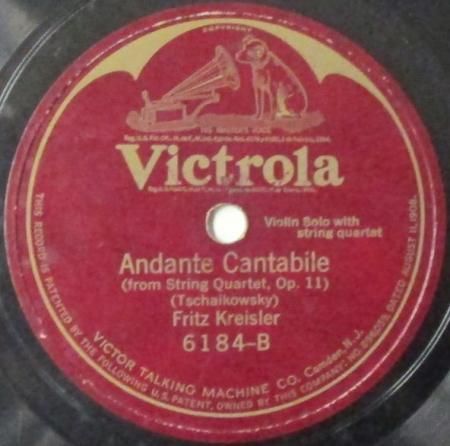 COPYRIGHT
HIS MASTER'S VOICE
Victrola
Violin Solo with
string quartet
Andante Cantabile
(from String Quartet, Op. 11)
(Tschaikowsky)
Fritz Kreisler
6184-B
VICTOR TALKING MACHINE CO. Camden, N.J.
THIS RECORD IS PATENTED BY THE FOLLOWING U.S. PATENT, OWNED BY THIS COMPANY: NO. 896059, DATED AUGUST 11, 1908.